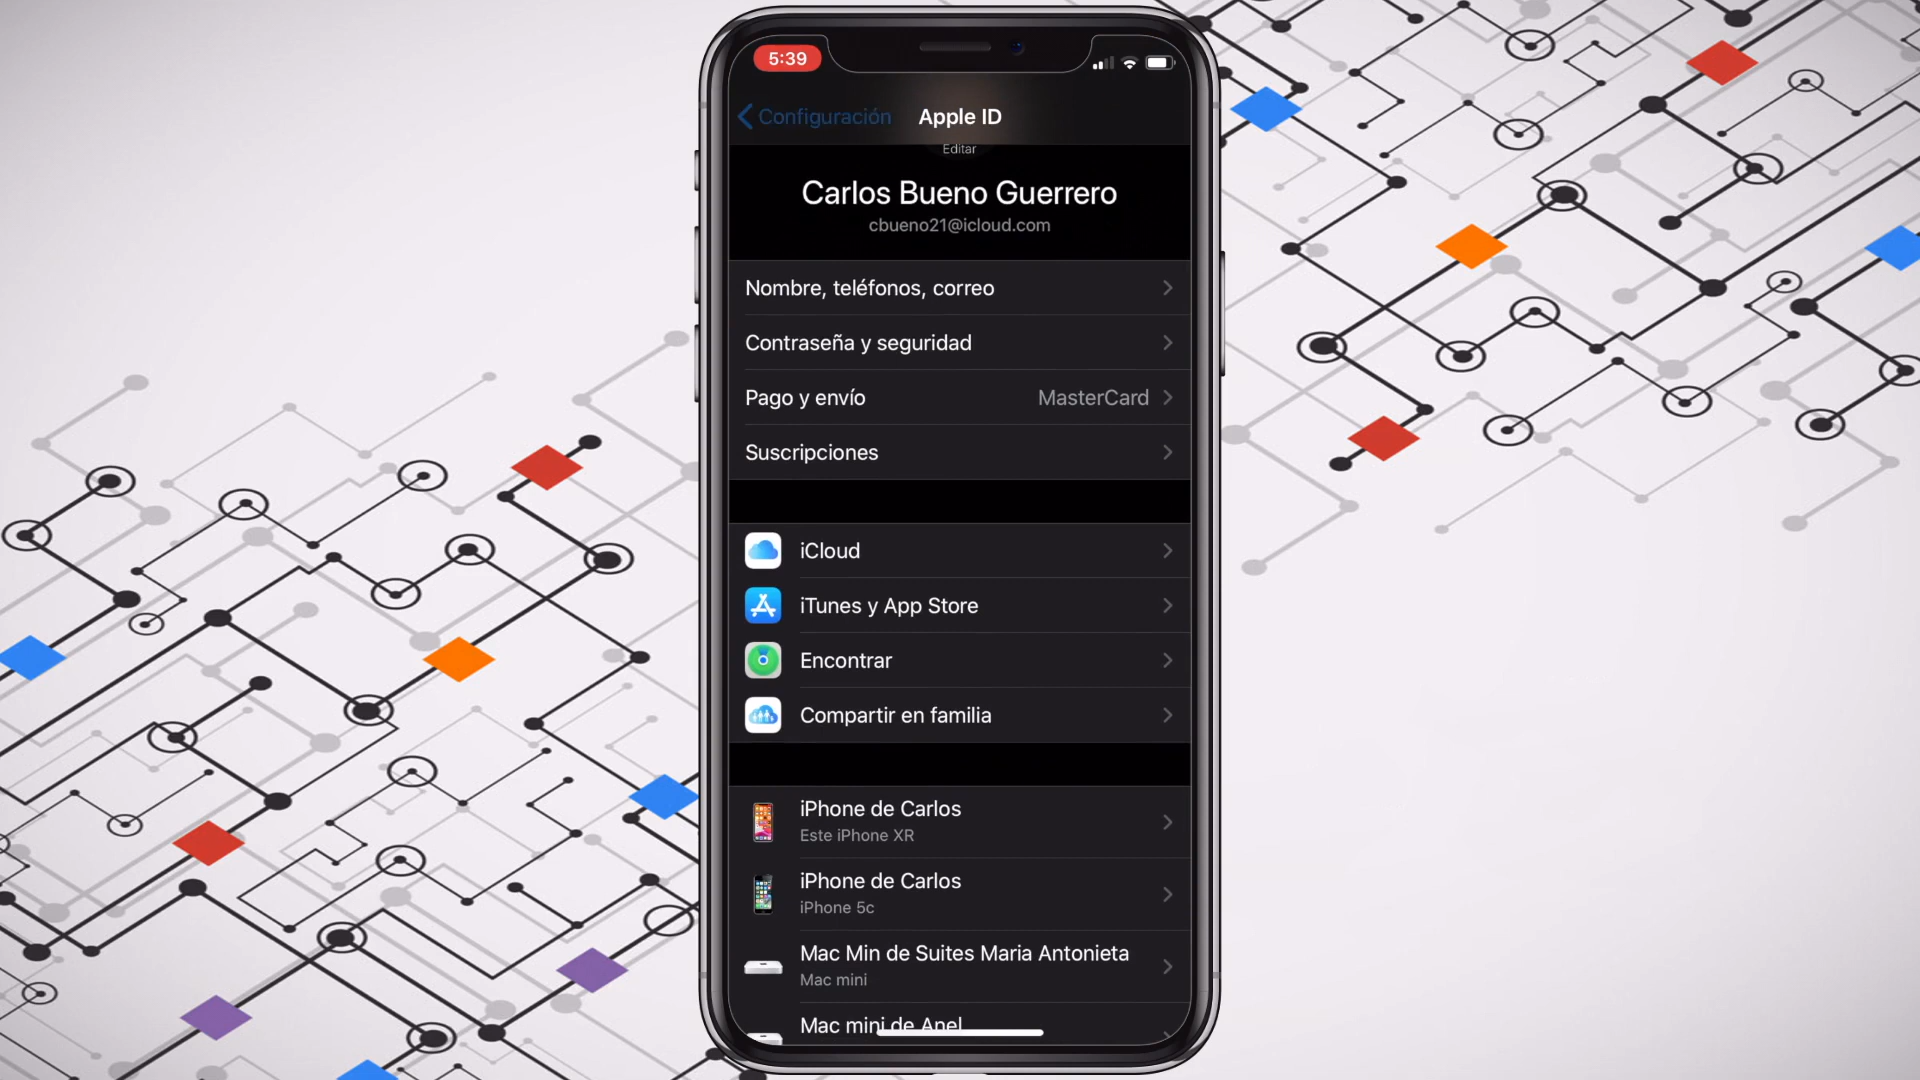 5:39
Configuración
Apple ID
Editar
Carlos Bueno Guerrero
cbueno21@icloud.com
Nombre, teléfonos, correo
Contraseña y seguridad
Pago y envío MasterCard
Suscripciones
iCloud
iTunes y App Store
Encontrar
Compartir en familia
iPhone de Carlos
Este iPhone XR
iPhone de Carlos
iPhone 5c
Mac Min de Suites Maria Antonieta
Mac mini
Mac mini de Anel